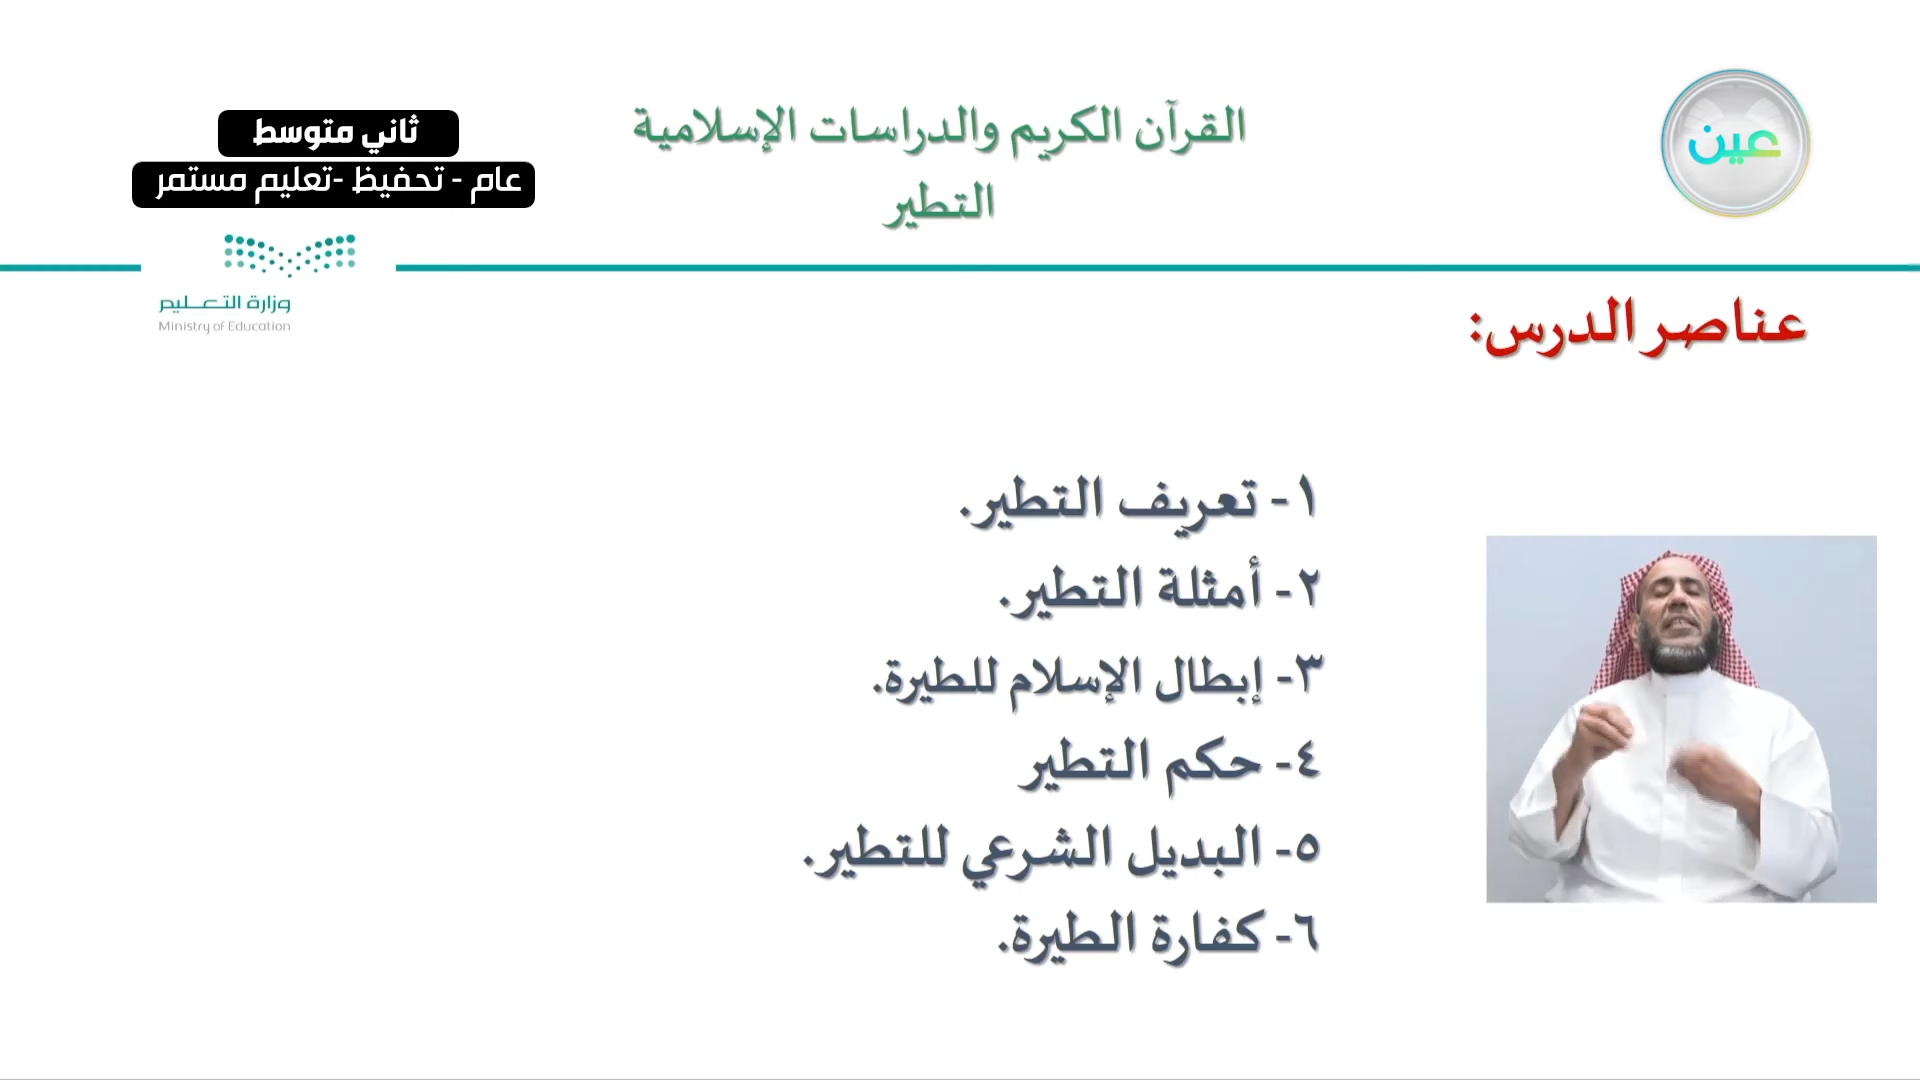 القرآن الكريم والدراسات الإسلامية
التطير
عين
ثاني متوسط
عام - تحفيظ -تعليم مستمر
وزارة التعليم
Ministry of Education
عناصر الدرس:
١- تعريف التطير.
٢- أمثلة التطير.
٣- إبطال الإسلام للطيرة.
٤- حكم التطير
٥- البديل الشرعي للتطير.
٦- كفارة الطيرة.